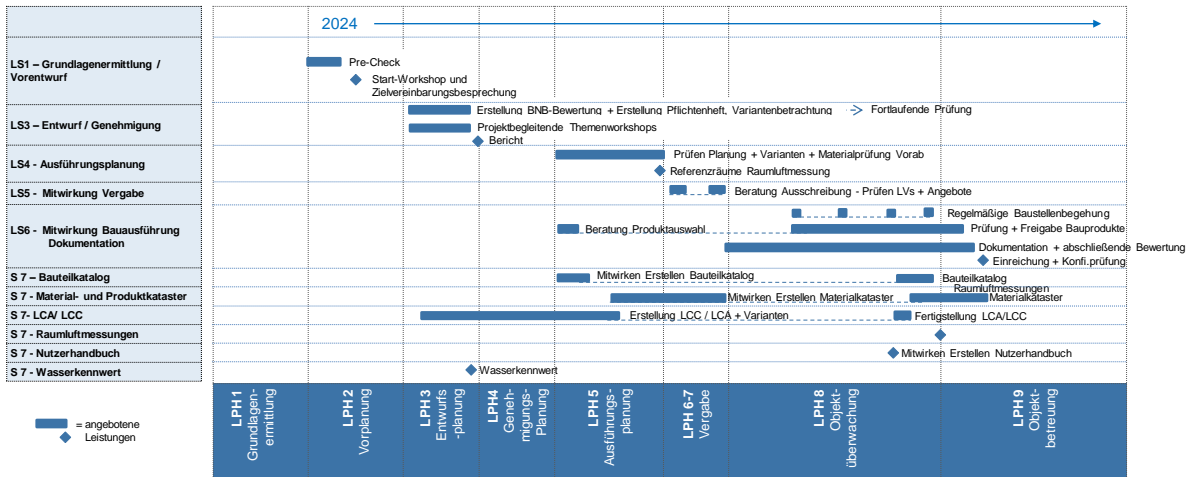 2024
LS1 – Grundlagenermittlung /
Vorentwurf
Pre-Check
Start-Workshop und
Zielvereinbarungsbesprechung
LS3 – Entwurf / Genehmigung
Erstellung BNB-Bewertung + Erstellung Pflichtenheft, Variantenbetrachtung
Fortlaufende Prüfung
Projektbegleitende Themenworkshops
Bericht
LS4 - Ausführungsplanung
Prüfen Planung + Varianten + Materialprüfung Vorab
Referenzräume Raumluftmessung
LS5 - Mitwirkung Vergabe
Beratung Ausschreibung - Prüfen LVs + Angebote
LS6 - Mitwirkung Bauausführung
Dokumentation
Regelmäßige Baustellenbegehung
Beratung Produktauswahl
Prüfung + Freigabe Bauprodukte
Dokumentation + abschließende Bewertung
Einreichung + Konfi.prüfung
S 7 – Bauteilkatalog
Mitwirken Erstellen Bauteilkatalog
Bauteilkatalog
Raumluftmessungen
S 7 - Material- und Produktkataster
Mitwirken Erstellen Materialkataster
Materialkataster
S 7- LCA/ LCC
Erstellung LCC / LCA + Varianten
Fertigstellung LCA/LCC
S 7 - Raumluftmessungen
S 7 - Nutzerhandbuch
Mitwirken Erstellen Nutzerhandbuch
S 7 - Wasserkennwert
Wasserkennwert
= angebotene
Leistungen
LPH 1
Grundlagen-
ermittlung
LPH 2
Vorplanung
LPH 3
Entwurfs
-planung
LPH4
Geneh-
migungs-
Planung
LPH 5
Ausführungs-
planung
LPH 6-7
Vergabe
LPH 8
Objekt-
überwachung
LPH 9
Objekt-
betreuung